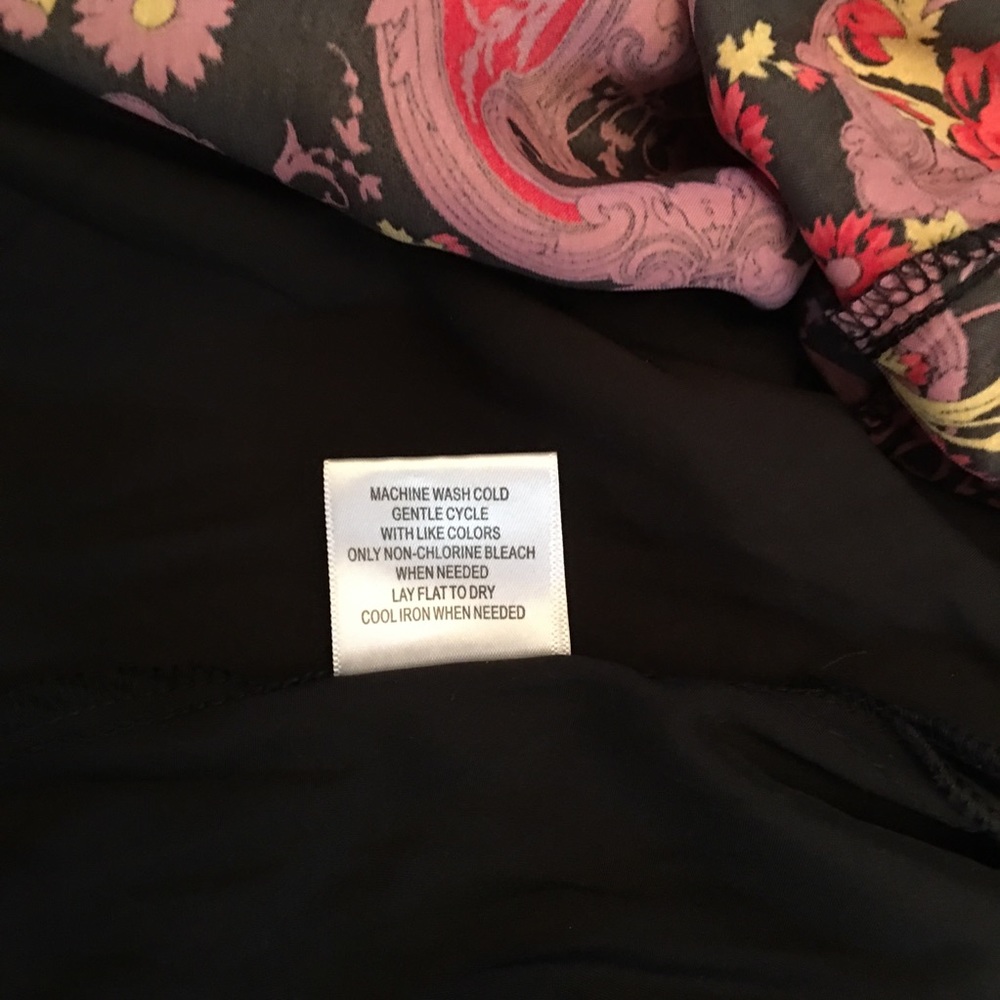 MACHINE WASH COLD
GENTLE CYCLE
WITH LIKE COLORS
ONLY NON-CHLORINE BLEACH
WHEN NEEDED
LAY FLAT TO DRY
COOL IRON WHEN NEEDED